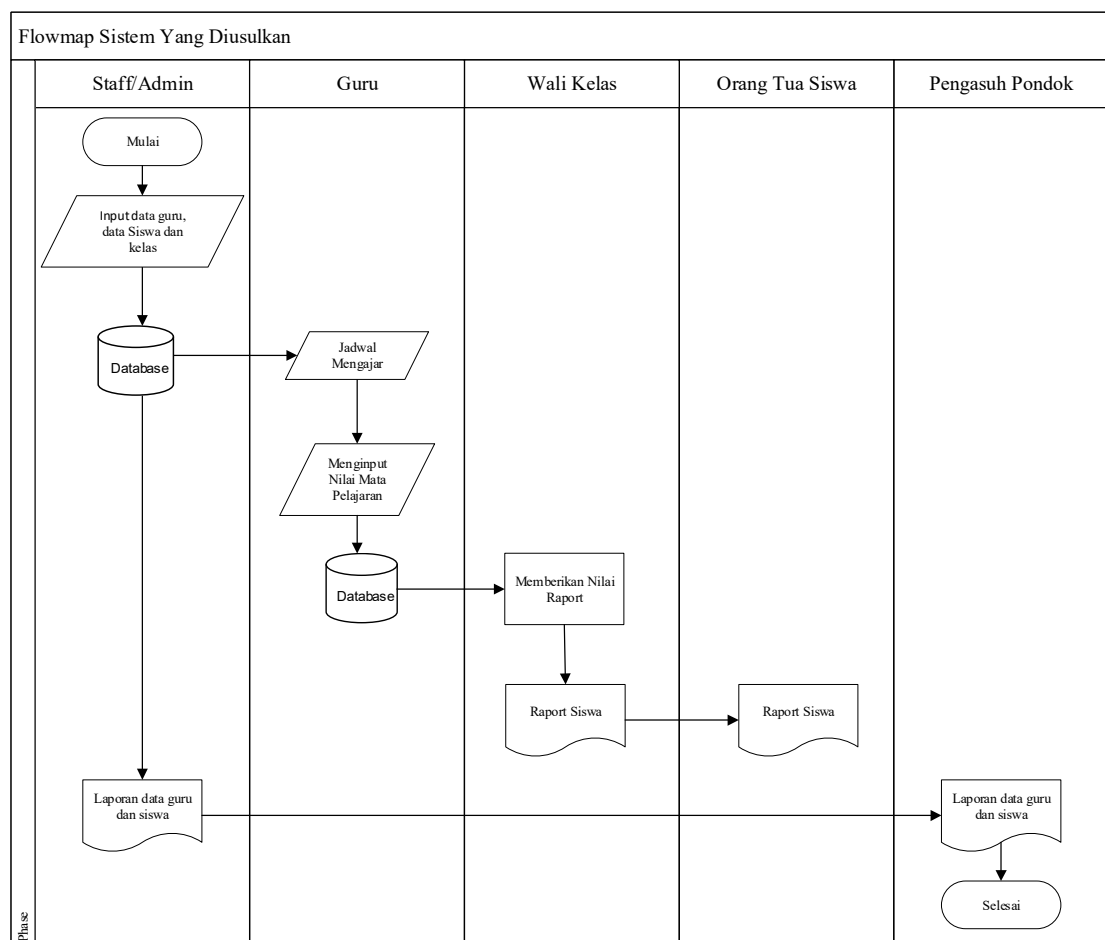 Flowmap Sistem Yang Diusulkan
Staff/Admin
Guru
Wali Kelas
Orang Tua Siswa
Pengasuh Pondok
Mulai
Input data guru,
data Siswa dan
kelas
Database
Jadwal
Mengajar
Menginput
Nilai Mata
Pelajaran
Database
Memberikan Nilai
Raport
Raport Siswa
Raport Siswa
Laporan data guru
dan siswa
Laporan data guru
dan siswa
Selesai
Phase